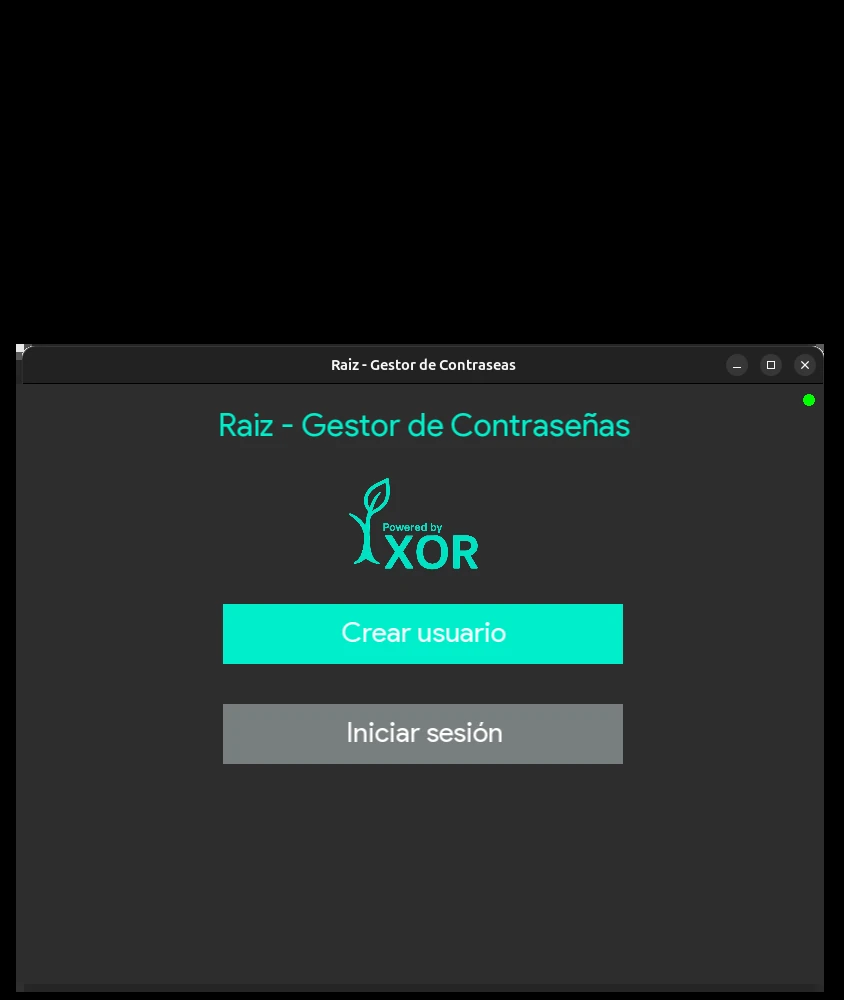 Raiz - Gestor de Contraseas
Raiz - Gestor de Contraseñas
Powered by
XOR
Crear usuario
Iniciar sesión